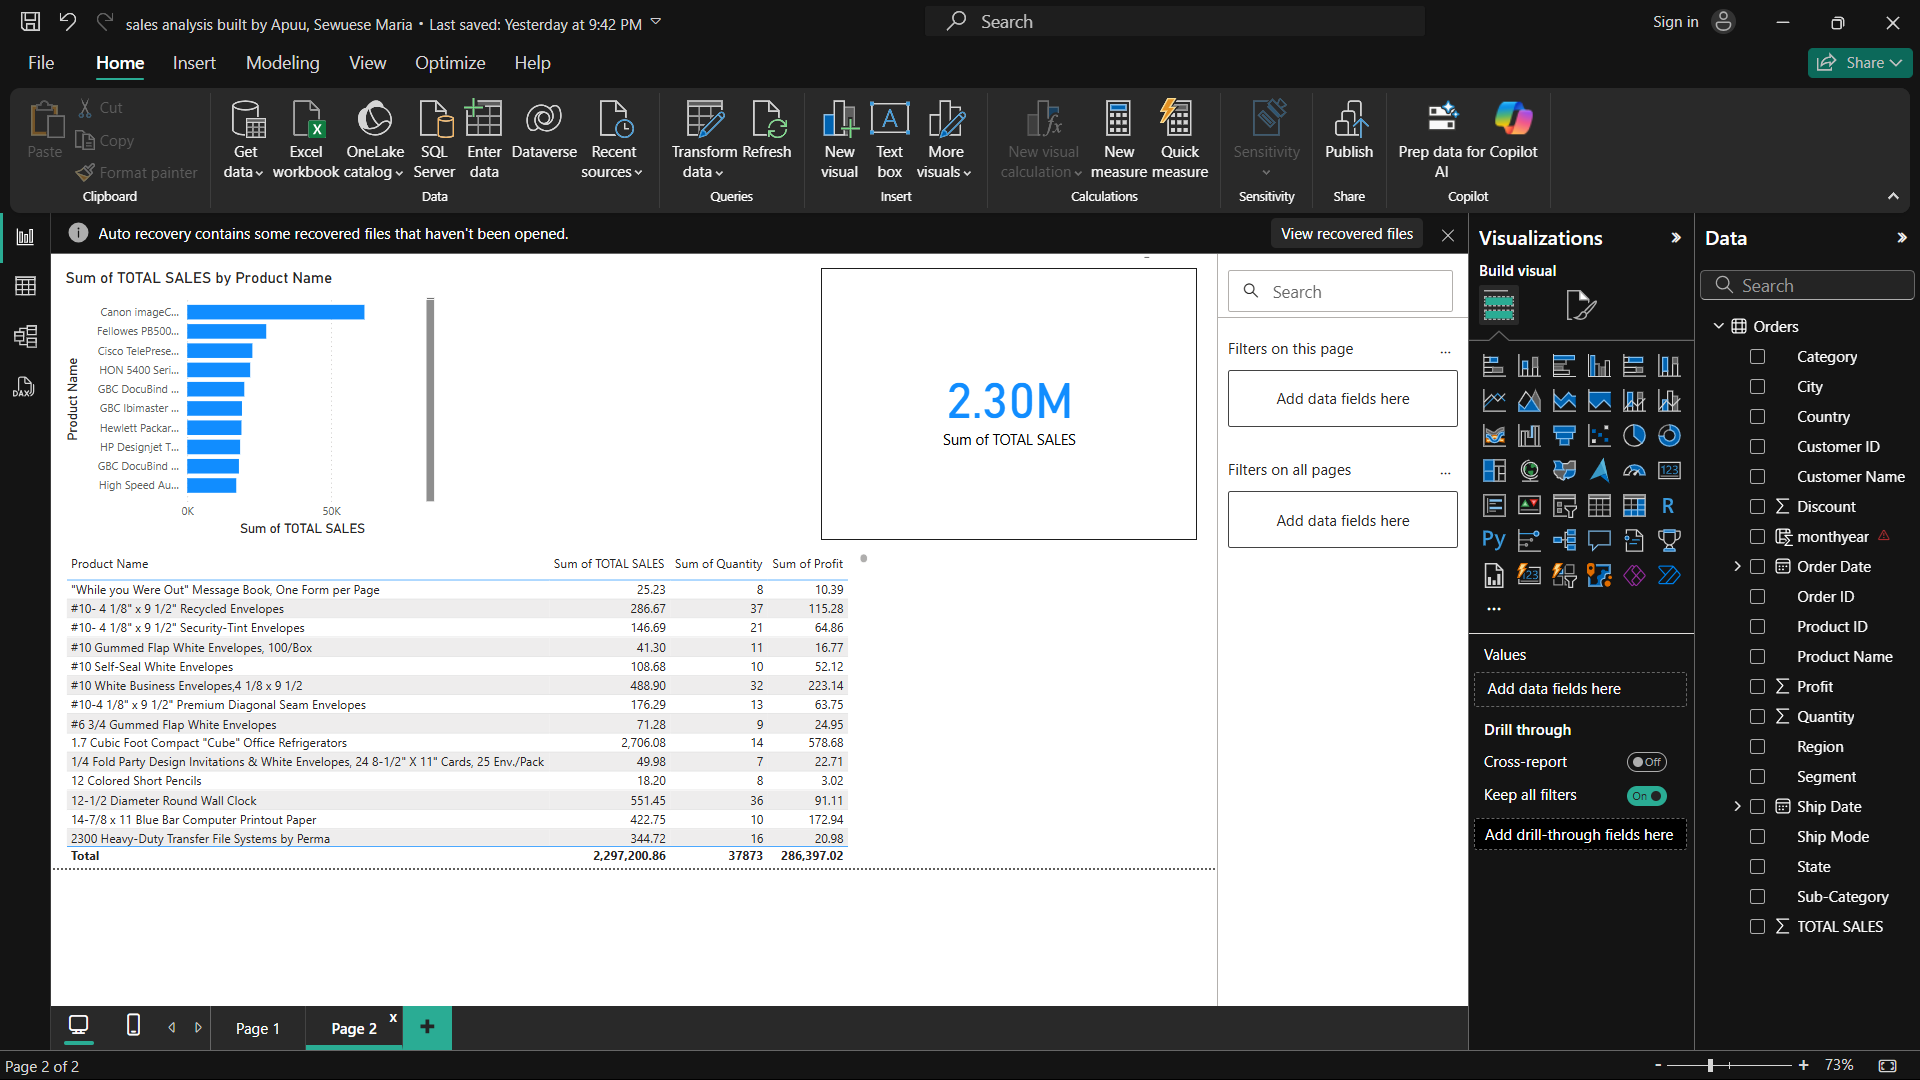 sales analysis built by Apuu, Sewuese Maria • Last saved: Yesterday at 9:42 PM
Search
Sign in
File
Home
Insert
Modeling
View
Optimize
Help
Share
Paste
Cut
Copy
Format painter
Clipboard
Get data
Excel workbook
OneLake catalog
SQL Server
Enter data
Dataverse
Recent sources
Data
Transform data
Refresh
Queries
New visual
Text box
More visuals
Insert
New visual calculation
New measure
Quick measure
Calculations
Sensitivity
Sensitivity
Publish
Share
Prep data for AI
Copilot
Copilot
Auto recovery contains some recovered files that haven't been opened.
View recovered files
Sum of TOTAL SALES by Product Name
Product Name
Canon imageC...
Fellowes PB500...
Cisco TelePrese...
HON 5400 Seri...
GBC DocuBind ...
GBC Ibimaster ...
Hewlett Packar...
HP Designjet T...
GBC DocuBind ...
High Speed Au...
0K 50K
Sum of TOTAL SALES
2.30M
Sum of TOTAL SALES
Product Name Sum of TOTAL SALES Sum of Quantity Sum of Profit
"While you Were Out" Message Book, One Form per Page 25.23 8 10.39
#10- 4 1/8" x 9 1/2" Recycled Envelopes 286.67 37 115.28
#10- 4 1/8" x 9 1/2" Security-Tint Envelopes 146.69 21 64.86
#10 Gummed Flap White Envelopes, 100/Box 41.30 11 16.77
#10 Self-Seal White Envelopes 108.68 10 52.12
#10 White Business Envelopes,4 1/8 x 9 1/2 488.90 32 223.14
#10-4 1/8" x 9 1/2" Premium Diagonal Seam Envelopes 176.29 13 63.75
#6 3/4 Gummed Flap White Envelopes 71.28 9 24.95
1.7 Cubic Foot Compact "Cube" Office Refrigerators 2,706.08 14 578.68
1/4 Fold Party Design Invitations & White Envelopes, 24 8-1/2" X 11" Cards, 25 Env./Pack 49.98 7 22.71
12 Colored Short Pencils 18.20 8 3.02
12-1/2 Diameter Round Wall Clock 551.45 36 91.11
14-7/8 x 11 Blue Bar Computer Printout Paper 422.75 10 172.94
2300 Heavy-Duty Transfer File Systems by Perma 344.72 16 20.98
Total 2,297,200.86 37873 286,397.02
Search
Filters on this page ...
Add data fields here
Filters on all pages ...
Add data fields here
Visualizations
Build visual
123
R
Py
123
...
Values
Add data fields here
Drill through
Cross-report Off
Keep all filters On
Add drill-through fields here
Data
Search
Orders
Category
City
Country
Customer ID
Customer Name
Discount
monthyear
Order Date
Order ID
Product ID
Product Name
Profit
Quantity
Region
Segment
Ship Date
Ship Mode
State
Sub-Category
TOTAL SALES
DAX
Page 1
Page 2 x
+
Page 2 of 2
- + 73%